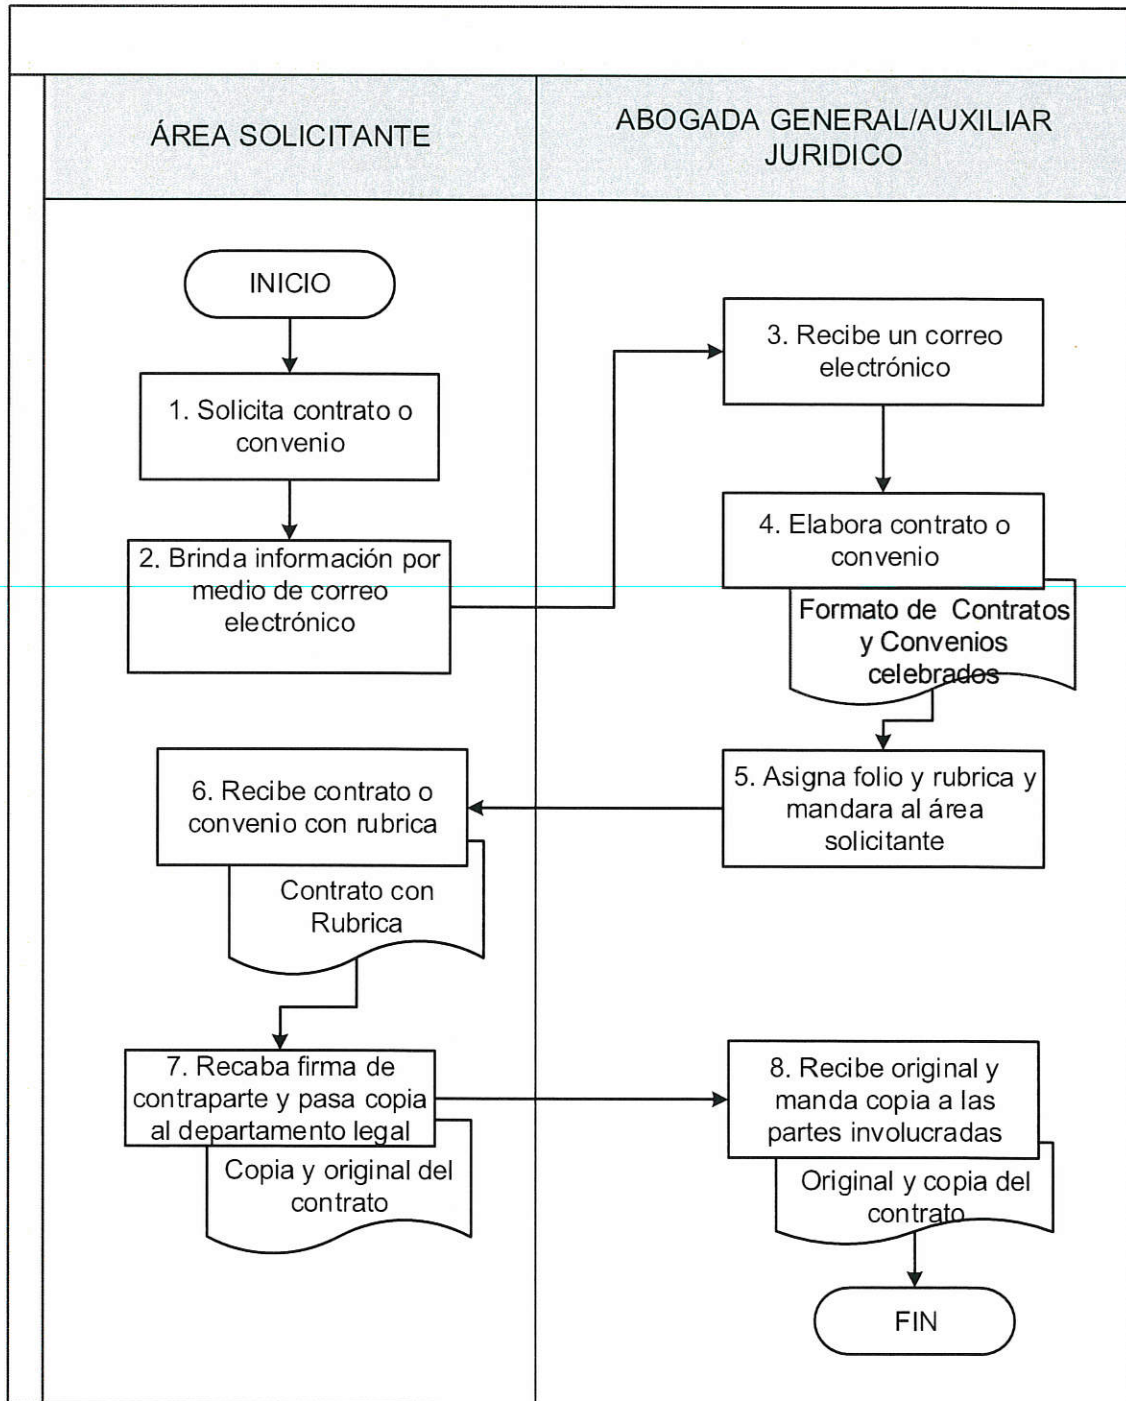 ÁREA SOLICITANTE
ABOGADA GENERAL/AUXILIAR
JURIDICO
INICIO
1. Solicita contrato o
convenio
2. Brinda información por
medio de correo
electrónico
3. Recibe un correo
electrónico
4. Elabora contrato o
convenio
Formato de Contratos
y Convenios
celebrados
5. Asigna folio y rubrica y
mandara al área
solicitante
6. Recibe contrato o
convenio con rubrica
Contrato con
Rubrica
7. Recaba firma de
contraparte y pasa copia
al departamento legal
Copia y original del
contrato
8. Recibe original y
manda copia a las
partes involucradas
Original y copia del
contrato
FIN